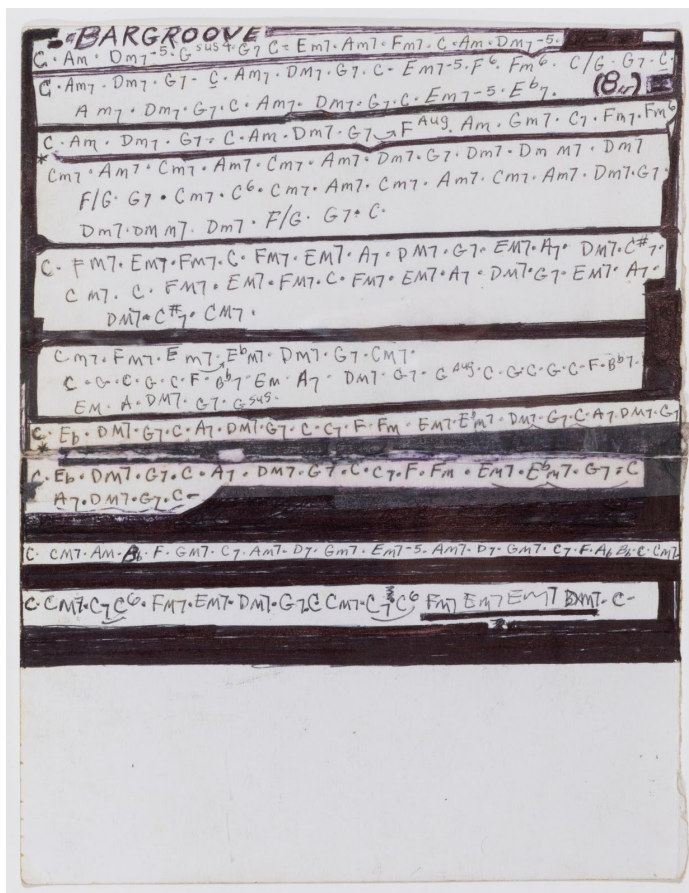 "BARGROOVE"
C · Am · Dm7-5 · G sus4 · G7 C = Em7 · Am7 · Fm7 · C · Am · Dm7-5 ·
C · Am7 · Dm7 · G7 - C · Am7 · DM7 · G7 · C - Em7-5 · F6 · Fm6 · C/G · G7 · C
Am7 · Dm7 · G7 · C · Am7 · Dm7 · G7 · C · Em7-5 · Eb7 ·
C · Am · Dm7 · G7 = C · Am · Dm7 · G7 → F Aug · Am · Gm7 · C7 · Fm7 · Fm6
* Cm7 · Am7 · Cm7 · Am7 · Cm7 · Am7 · Dm7 · G7 · Dm7 · Dm M7 · Dm7
F/G · G7 · Cm7 · C6 · Cm7 · Am7 · Cm7 · Am7 · Cm7 · Am7 · Dm7 · G7 ·
Dm7 · DM M7 · Dm7 · F/G · G7 · C ·
C · FM7 · EM7 · FM7 · C · FM7 · EM7 · A7 · DM7 · G7 · EM7 · A7 · DM7 · C#7 ·
CM7 · C · FM7 · EM7 · FM7 · C · FM7 · EM7 · A7 · DM7 · G7 · EM7 · A7 ·
DM7 · C#7 · CM7 ·
CM7 · FM7 · EM7 · Ebm7 · DM7 · G7 · CM7 ·
C · G · C · G · C · F · Bb7 · EM · A7 · DM7 · G7 · G Aug · C · G · C · G · C · F · Bb7 ·
EM · A · DM7 · G7 · Gsus ·
C · Eb · DM7 · G7 · C · A7 · DM7 · G7 · C · C7 · F · FM · EM7 · Ebm7 · DM7 · G7 · C · A7 · DM7 · G7
*
C · Eb · DM7 · G7 · C · A7 · DM7 · G7 · C · C7 · F · FM · EM7 · Ebm7 · G7 · C
A7 · DM7 · G7 · C -
C · CM7 · AM · Bb · F · GM7 · C7 · AM7 · D7 · GM7 · EM7-5 · AM7 · D7 · GM7 · C7 · F · Ab Bb · C · CM7
C · CM7 · C7 C6 · FM7 · EM7 · DM7 · G7 · C CM7 · C7 C6 FM7 EM7 EM7 DM7 · C -